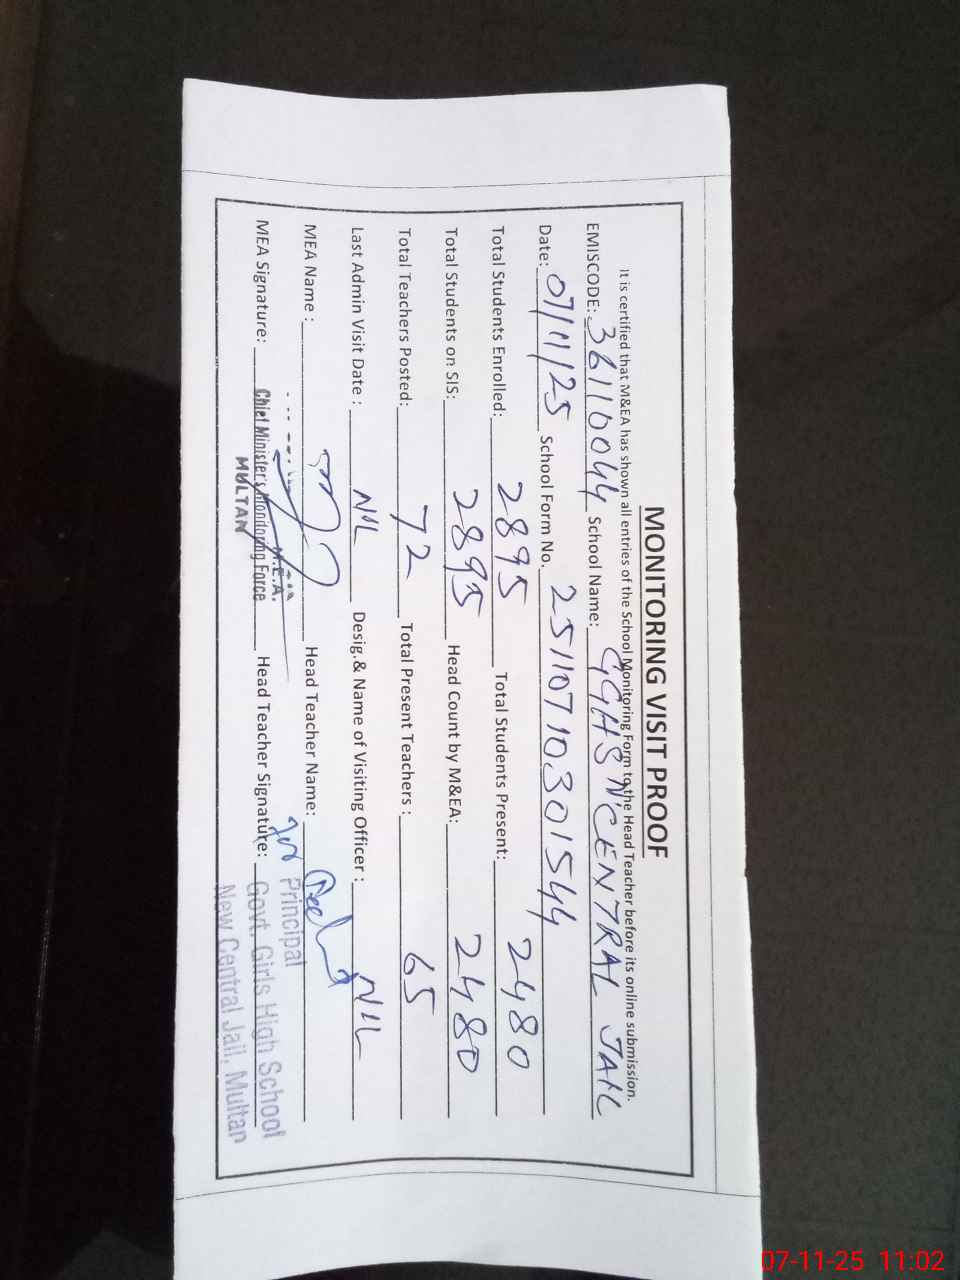 MONITORING VISIT PROOF
It is certified that M&EA has shown all entries of the School Monitoring Form to the Head Teacher before its online submission.
EMISCODE: 36110044 School Name: GGHS N.CENTRAL JAIL
Date: 07/11/25 School Form No. 2511071030 1544
Total Students Enrolled: 2895 Total Students Present: 2480
Total Students on SIS: 2895 Head Count by M&EA: 2480
Total Teachers Posted: 72 Total Present Teachers : 65
Last Admin Visit Date : NIL Desig.& Name of Visiting Officer : NIL
MEA Name : Head Teacher Name:
MEA Signature: Head Teacher Signature:
M.E.A.
Chief Minister's Monitoring Force
MULTAN
for Principal
Govt. Girls High School
New Central Jail, Multan
07-11-25 11:02